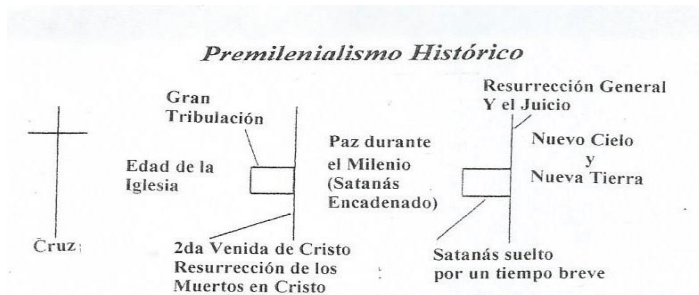 Premilenialismo Histórico
Gran
Tribulación
Resurrección General
Y el Juicio
Edad de la
Iglesia
Paz durante
el Milenio
(Satanás
Encadenado)
Nuevo Cielo
y
Nueva Tierra
Cruz
2da Venida de Cristo
Resurrección de los
Muertos en Cristo
Satanás suelto
por un tiempo breve